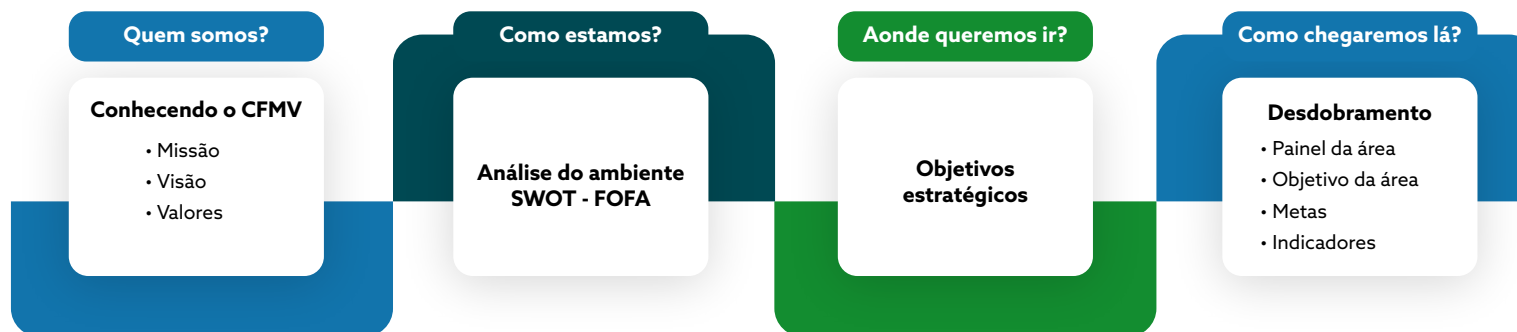 Quem somos?
Conhecendo o CFMV
• Missão
• Visão
• Valores
Como estamos?
Análise do ambiente
SWOT - FOFA
Aonde queremos ir?
Objetivos
estratégicos
Como chegaremos lá?
Desdobramento
• Painel da área
• Objetivo da área
• Metas
• Indicadores